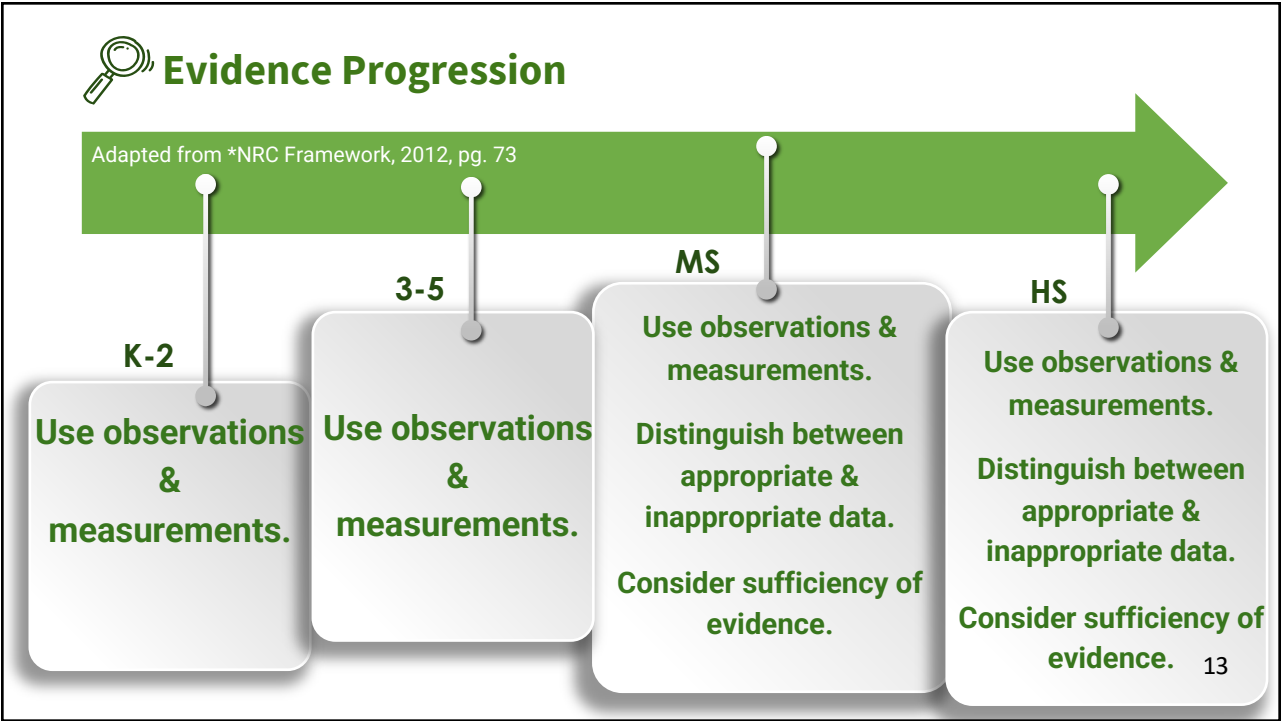 Evidence Progression
Adapted from *NRC Framework, 2012, pg. 73
K-2
Use observations
&
measurements.
3-5
Use observations
&
measurements.
MS
Use observations &
measurements.
Distinguish between
appropriate &
inappropriate data.
Consider sufficiency of
evidence.
HS
Use observations &
measurements.
Distinguish between
appropriate &
inappropriate data.
Consider sufficiency of
evidence.
13